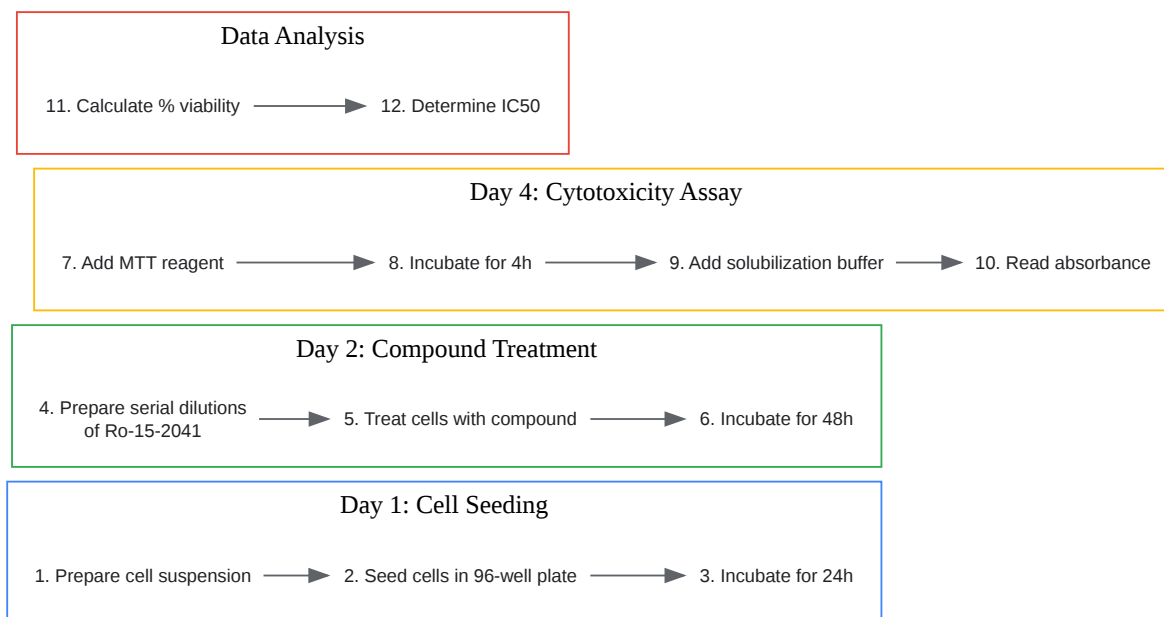 Data Analysis
11. Calculate % viability
12. Determine IC50
Day 4: Cytotoxicity Assay
7. Add MTT reagent
8. Incubate for 4h
9. Add solubilization buffer
10. Read absorbance
Day 2: Compound Treatment
4. Prepare serial dilutions
of Ro-15-2041
5. Treat cells with compound
6. Incubate for 48h
Day 1: Cell Seeding
1. Prepare cell suspension
2. Seed cells in 96-well plate
3. Incubate for 24h